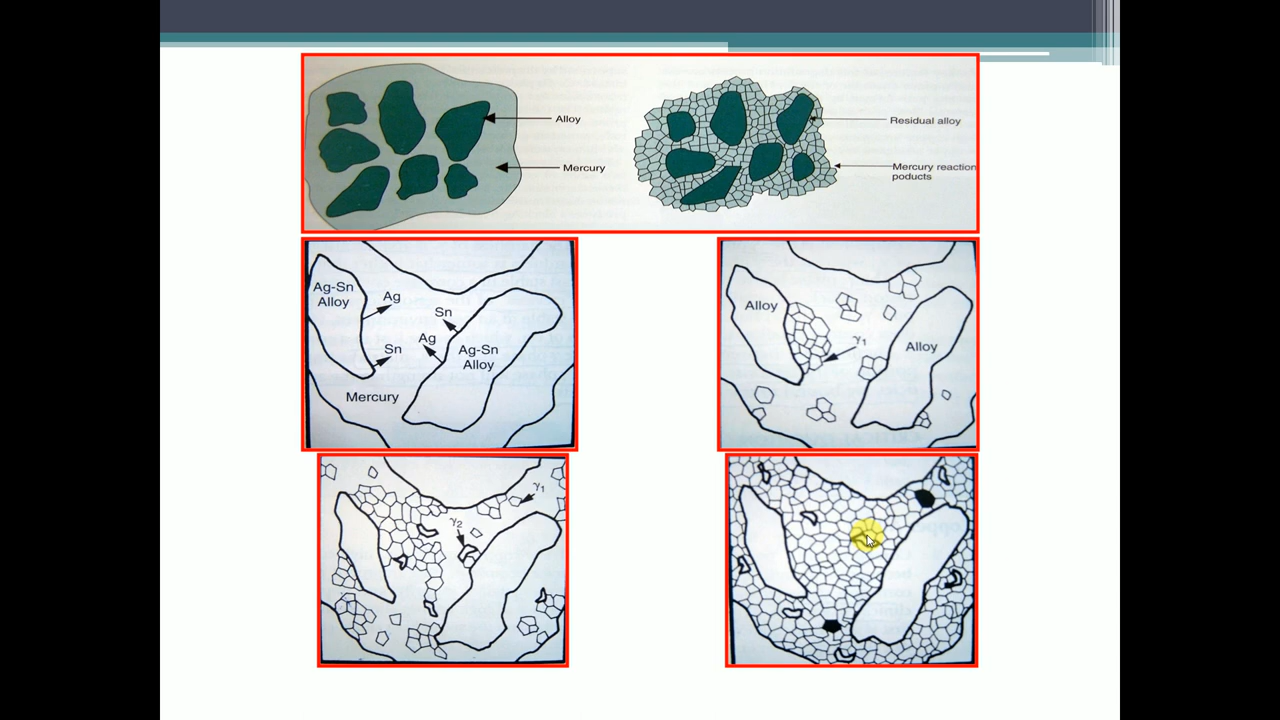 Alloy
Mercury
Residual alloy
Mercury reaction
poducts
Ag-Sn
Alloy
Ag
Sn
Sn
Ag
Ag-Sn
Alloy
Mercury
Alloy
γ1
Alloy
γ1
γ2